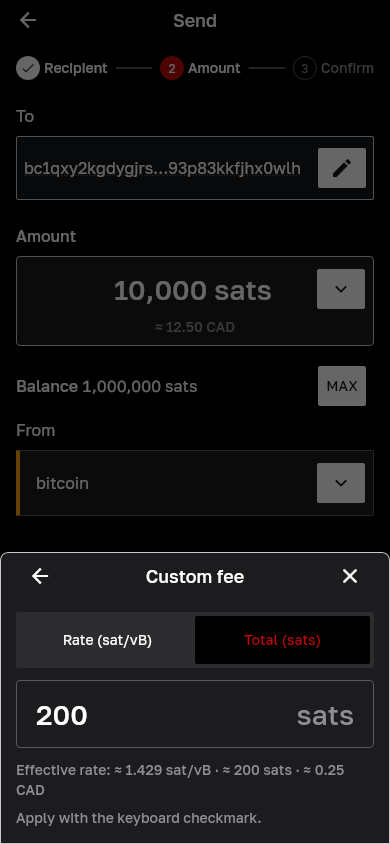 Send
Recipient 2 Amount 3 Confirm
To
bc1qxy2kgdygjrs...93p83kkfjhx0wlh
Amount
10,000 sats
≈ 12.50 CAD
Balance 1,000,000 sats MAX
From
bitcoin
Custom fee
Rate (sat/vB) Total (sats)
200 sats
Effective rate: ≈ 1.429 sat/vB · ≈ 200 sats · ≈ 0.25
CAD
Apply with the keyboard checkmark.